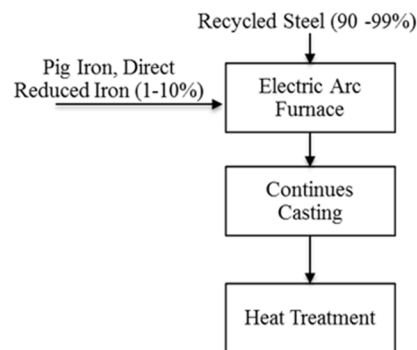 Recycled Steel (90 -99%)
Pig Iron, Direct
Reduced Iron (1-10%)
Electric Arc
Furnace
Continues
Casting
Heat Treatment